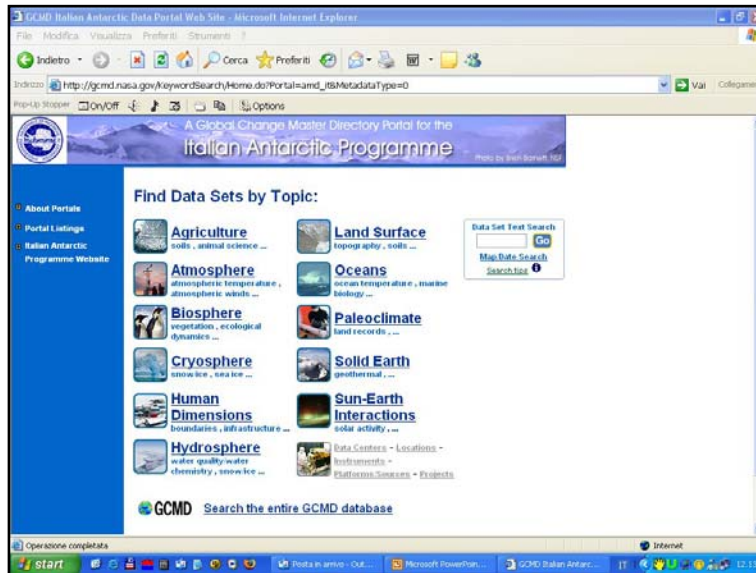 GCMD Italian Antarctic Data Portal Web Site - Microsoft Internet Explorer
File Modifica Visualizza Preferiti Strumenti ?
Indietro Cerca Preferiti
Indirizzo http://gcmd.nasa.gov/KeywordSearch/Home.do?Portal=amd_it&MetadataType=0 Vai Collegamenti
Pop-Up Stopper On/Off Options
A Global Change Master Directory Portal for the
Italian Antarctic Programme
Photo by
About Portals
Portal Listings
Italian Antarctic
Programme Website
Find Data Sets by Topic:
Agriculture
soils , animal science ...
Land Surface
topography , soils ...
Atmosphere
atmospheric temperature ,
atmospheric winds ...
Oceans
ocean temperature , marine
biology ...
Biosphere
vegetation , ecological
dynamics ...
Paleoclimate
land records , ...
Cryosphere
snow ice , sea ice ...
Solid Earth
geothermal , ...
Human
Dimensions
boundaries , infrastructure ...
Sun-Earth
Interactions
solar activity , ...
Hydrosphere
water quality water
chemistry , snow ice ...
Data Centers - Locations -
Instruments -
Platforms/Sources - Projects
Data Set Text Search
Go
Map/Date Search
Search tips
GCMD Search the entire GCMD database
Operazione completata Internet
start Posta in arrivo - Out... Microsoft PowerPoin... GCMD Italian Antarc... IT